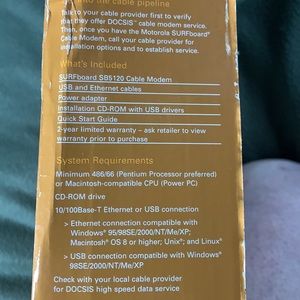 into the cable pipeline
Talk to your cable provider first to verify
that they offer DOCSIS™ cable modem service.
Then, once you have the Motorola SURFboard®
Cable Modem, call your cable provider for
installation options and to establish service.
What's Included
SURFboard SB5120 Cable Modem
USB and Ethernet cables
Power adapter
Installation CD-ROM with USB drivers
Quick Start Guide
2-year limited warranty – ask retailer to view
warranty prior to purchase
System Requirements
Minimum 486/66 (Pentium Processor preferred)
or Macintosh-compatible CPU (Power PC)
CD-ROM drive
10/100Base-T Ethernet or USB connection
> Ethernet connection compatible with
Windows® 95/98SE/2000/NT/Me/XP,
Macintosh® OS 8 or higher; Unix®; and Linux®
> USB connection compatible with Windows®
98SE/2000/NT/Me/XP
Check with your local cable provider
for DOCSIS high speed data service